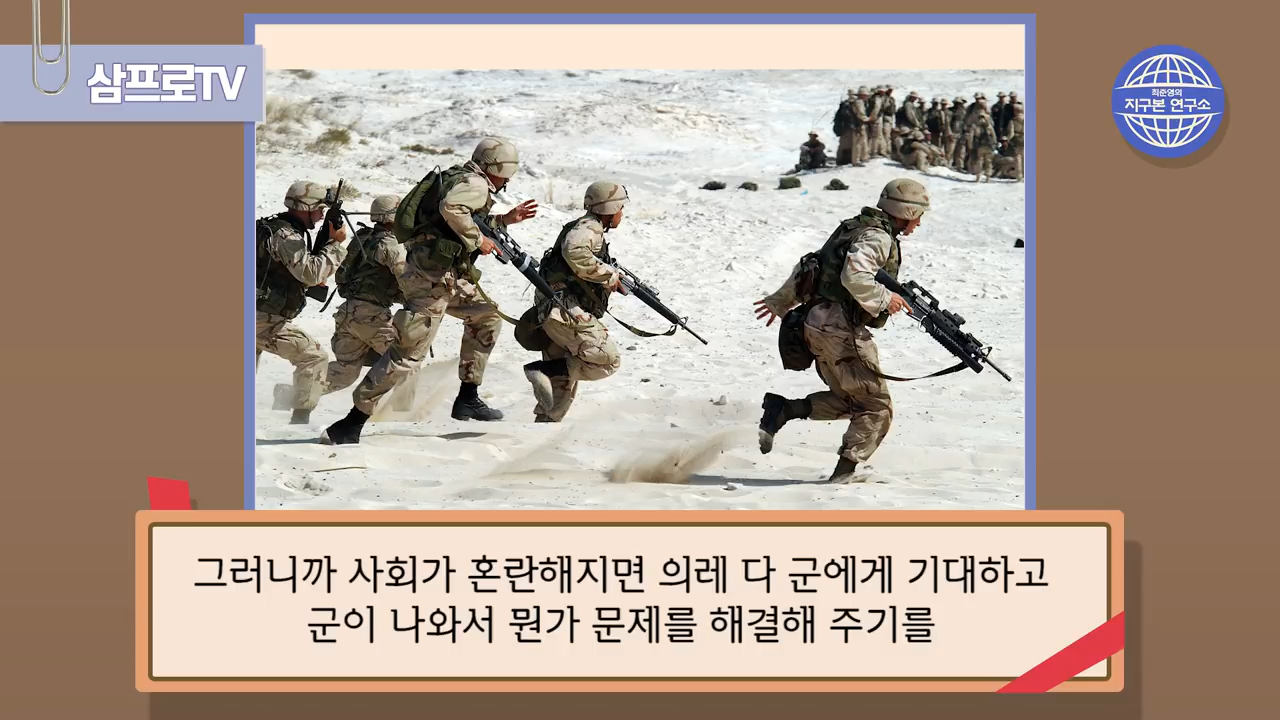 삼프로TV
최준영의
지구본 연구소
그러니까 사회가 혼란해지면 의레 다 군에게 기대하고
군이 나와서 뭔가 문제를 해결해 주기를